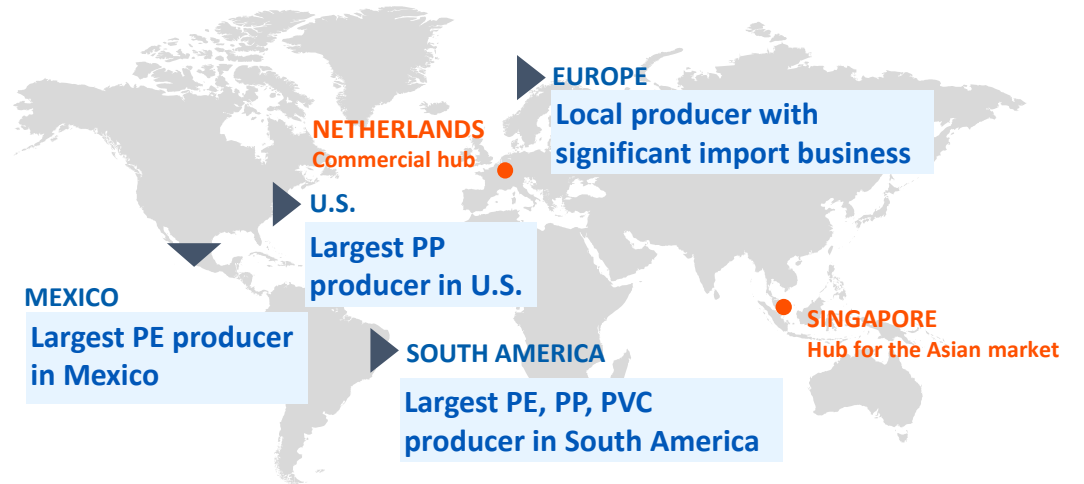 EUROPE
Local producer with
significant import business
NETHERLANDS
Commercial hub
U.S.
Largest PP
producer in U.S.
MEXICO
Largest PE producer
in Mexico
SINGAPORE
Hub for the Asian market
SOUTH AMERICA
Largest PE, PP, PVC
producer in South America